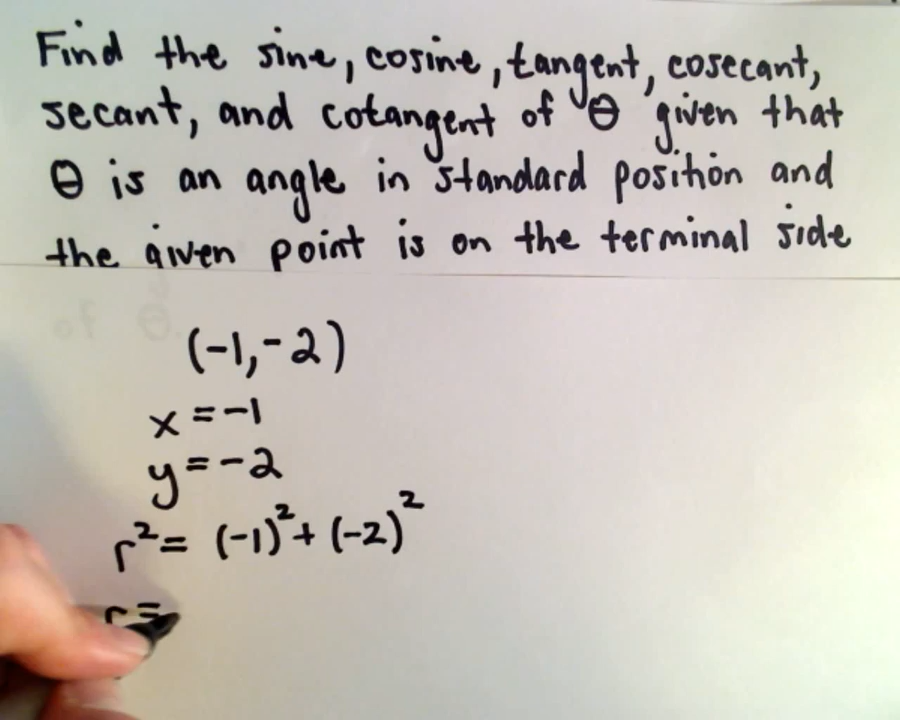 Find the sine, cosine, tangent, cosecant,
secant, and cotangent of θ given that
θ is an angle in standard position and
the given point is on the terminal side
(-1,-2)
x = -1
y = -2
r² = (-1)² + (-2)²
r =